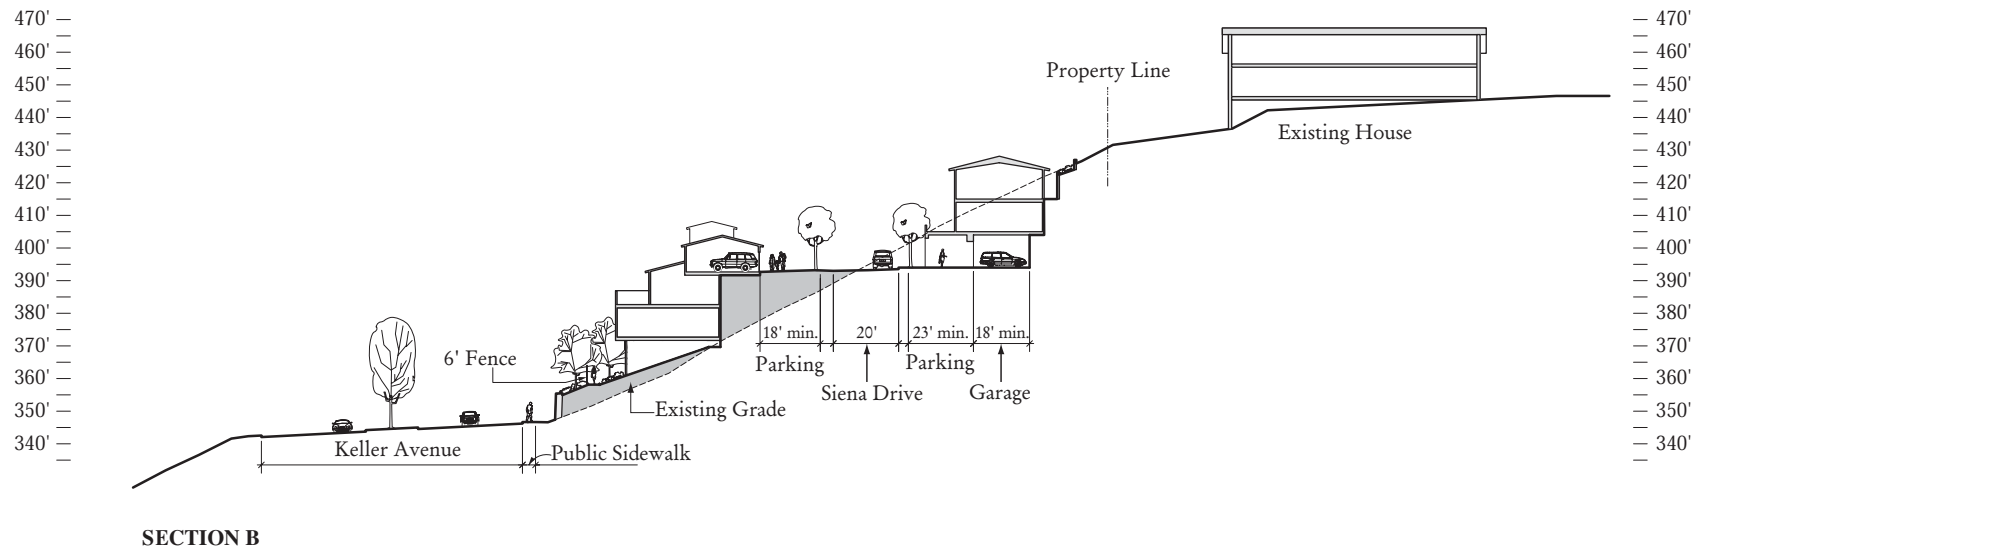 470'
460'
450'
440'
430'
420'
410'
400'
390'
380'
370'
360'
350'
340'
Property Line
Existing House
6' Fence
18' min.
20'
23' min.
18' min.
Parking
Parking
Siena Drive
Garage
Existing Grade
Keller Avenue
Public Sidewalk
470'
460'
450'
440'
430'
420'
410'
400'
390'
380'
370'
360'
350'
340'
SECTION B